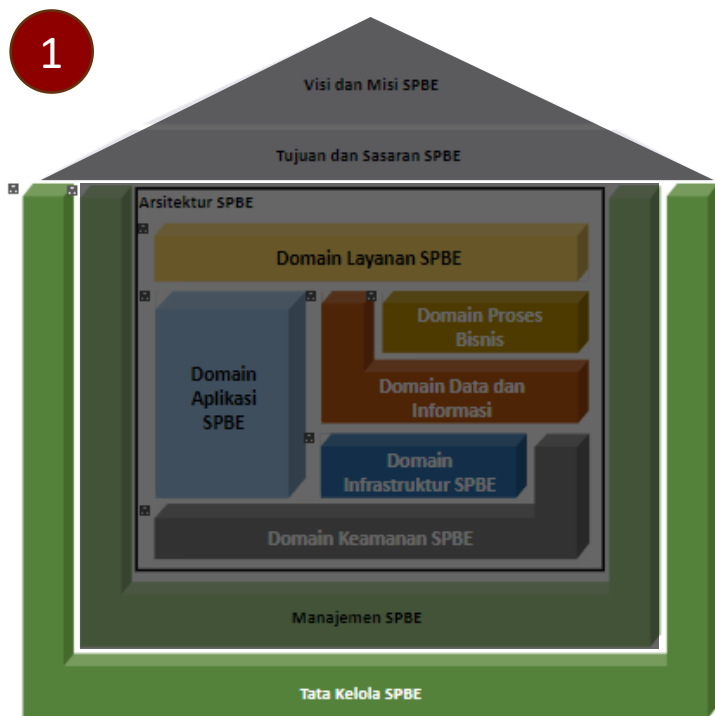 1
Visi dan Misi SPBE
Tujuan dan Sasaran SPBE
Arsitektur SPBE
Domain Layanan SPBE
Domain
Aplikasi
SPBE
Domain Proses
Bisnis
Domain Data dan
Informasi
Domain
Infrastruktur SPBE
Domain Keamanan SPBE
Manajemen SPBE
Tata Kelola SPBE